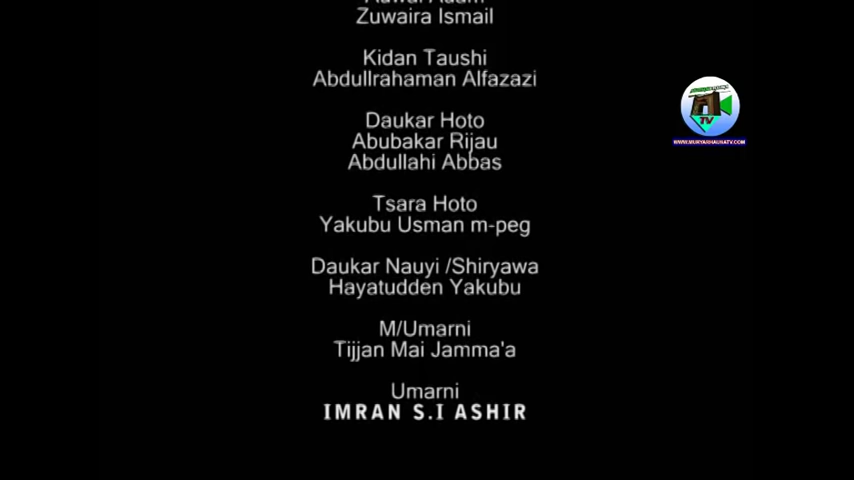 Zuwaira Ismail
Kidan Taushi
Abdullrahaman Alfazazi
Daukar Hoto
Abubakar Rijau
Abdullahi Abbas
Tsara Hoto
Yakubu Usman m-peg
Daukar Nauyi /Shiryawa
Hayatudden Yakubu
M/Umarni
Tijjan Mai Jamma'a
Umarni
IMRAN S.I ASHIR
TV